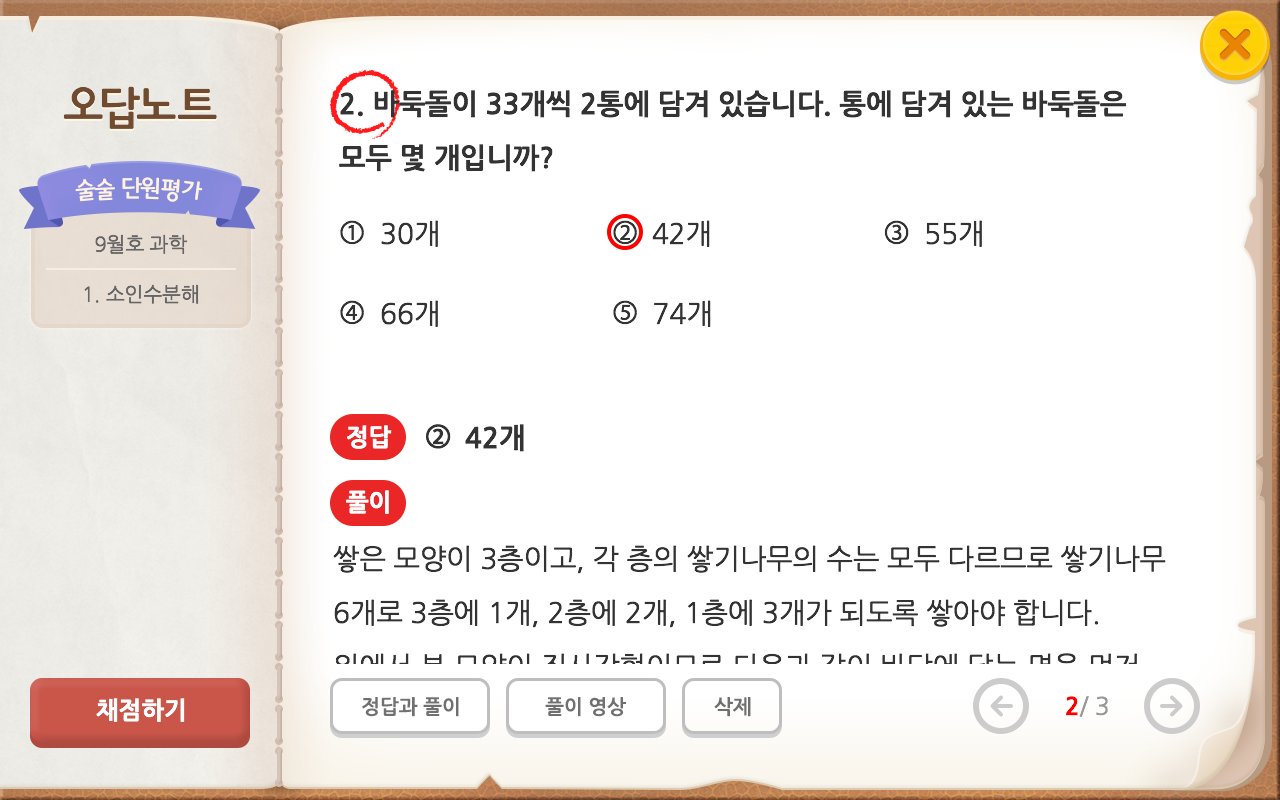 오답노트
술술 단원평가
9월호 과학
1. 소인수분해
채점하기
2. 바둑돌이 33개씩 2통에 담겨 있습니다. 통에 담겨 있는 바둑돌은
모두 몇 개입니까?
① 30개 ② 42개 ③ 55개
④ 66개 ⑤ 74개
정답 ② 42개
풀이
쌓은 모양이 3층이고, 각 층의 쌓기나무의 수는 모두 다르므로 쌓기나무
6개로 3층에 1개, 2층에 2개, 1층에 3개가 되도록 쌓아야 합니다.
정답과 풀이 풀이 영상 삭제 2/ 3